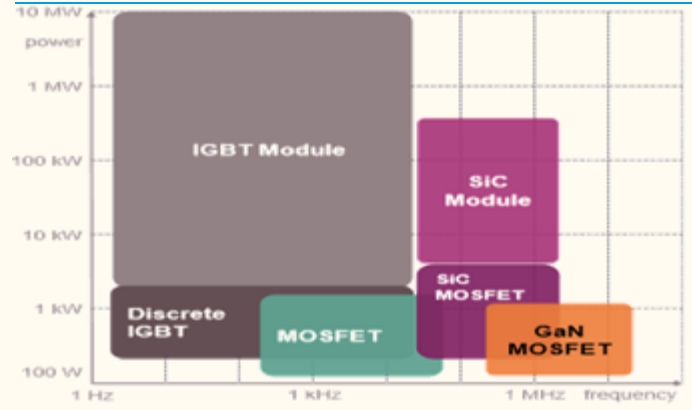 10 MW
power
1 MW
IGBT Module
100 kW
SiC
Module
10 kW
SiC
MOSFET
Discrete
IGBT
1 kW
MOSFET
GaN
MOSFET
100 W
1 Hz
1 kHz
1 MHz
frequency